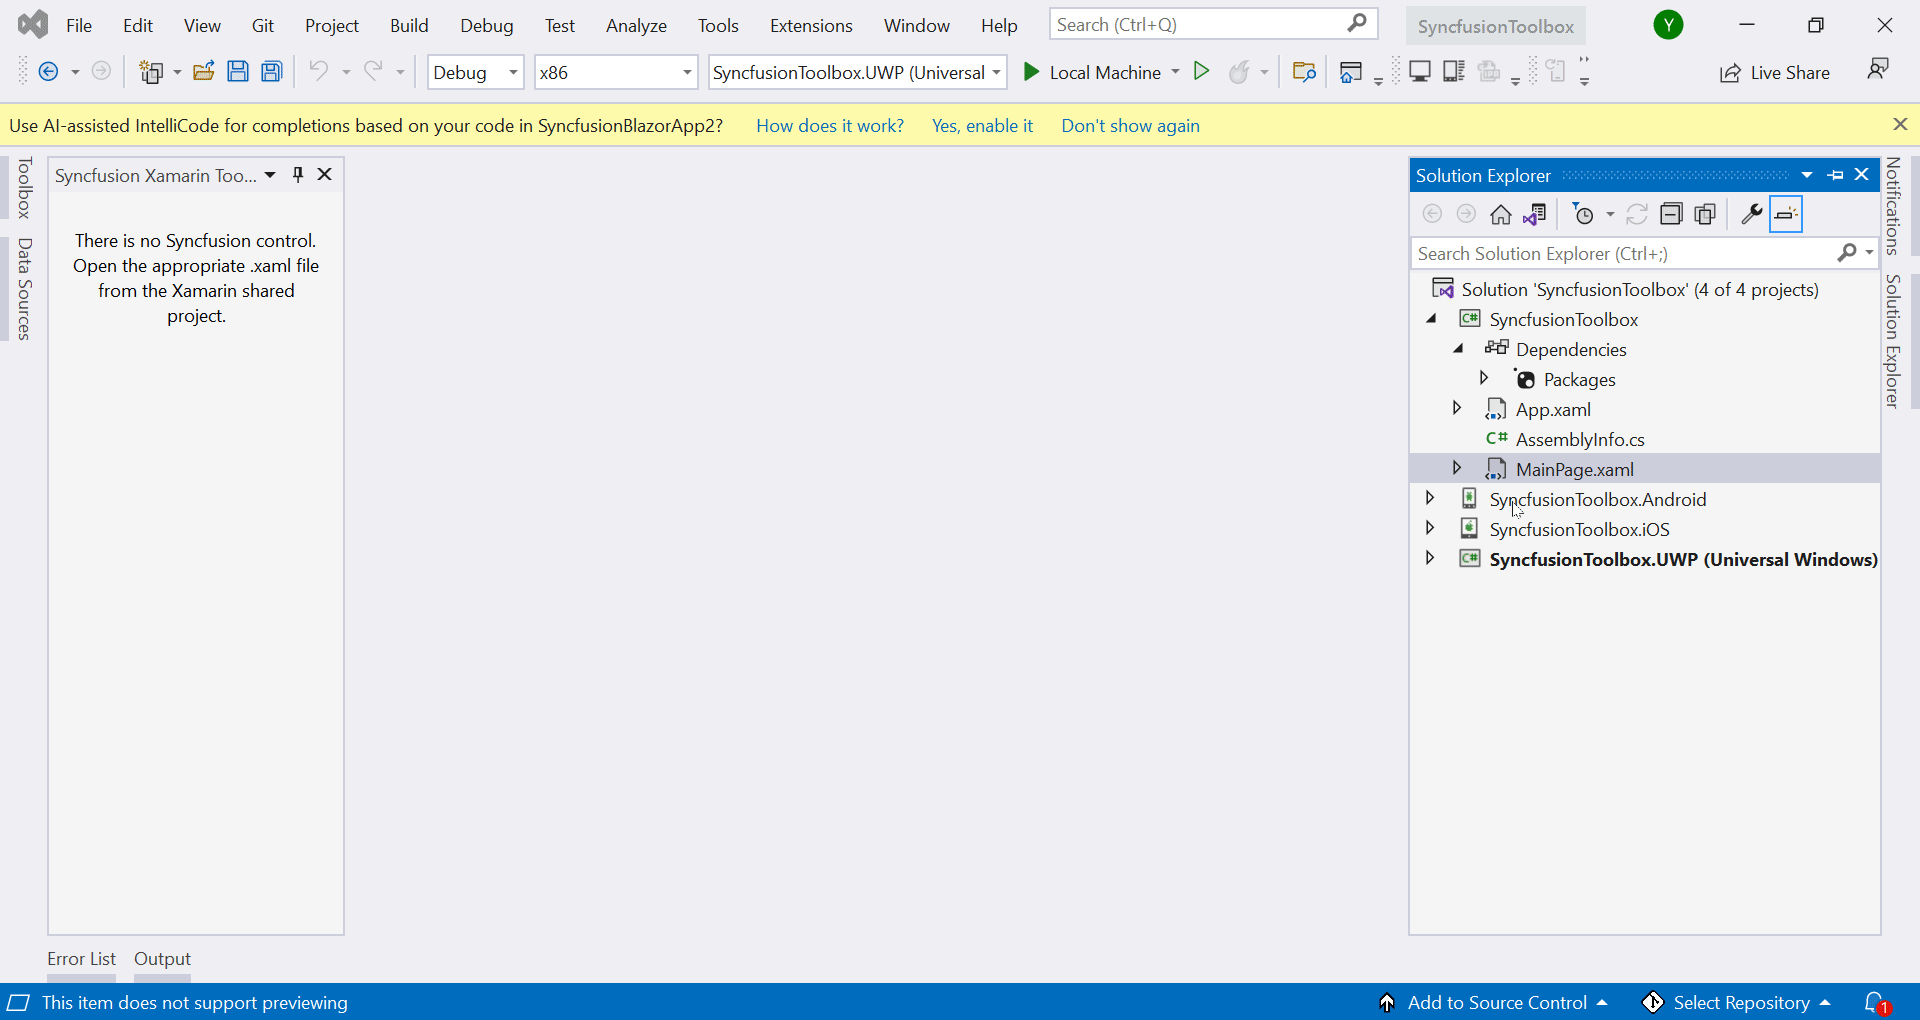 File Edit View Git Project Build Debug Test Analyze Tools Extensions Window Help Search (Ctrl+Q) SyncfusionToolbox Y
Debug x86 SyncfusionToolbox.UWP (Universal Local Machine Live Share
Use AI-assisted IntelliCode for completions based on your code in SyncfusionBlazorApp2? How does it work? Yes, enable it Don't show again
Toolbox
Data Sources
Syncfusion Xamarin Too...
There is no Syncfusion control.
Open the appropriate .xaml file
from the Xamarin shared
project.
Solution Explorer
Search Solution Explorer (Ctrl+;)
Solution 'SyncfusionToolbox' (4 of 4 projects)
C# SyncfusionToolbox
Dependencies
Packages
App.xaml
C# AssemblyInfo.cs
MainPage.xaml
SyncfusionToolbox.Android
SyncfusionToolbox.iOS
C# SyncfusionToolbox.UWP (Universal Windows)
Notifications
Solution Explorer
Error List Output
This item does not support previewing Add to Source Control Select Repository 1